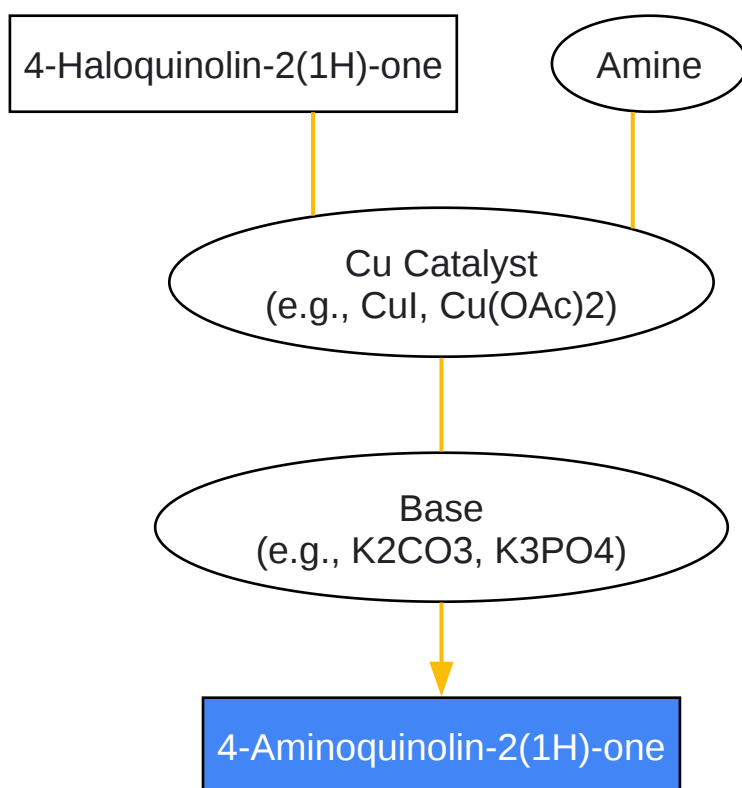 4-Haloquinolin-2(1H)-one
Amine
Cu Catalyst
(e.g., CuI, Cu(OAc)2)
Base
(e.g., K2CO3, K3PO4)
4-Aminoquinolin-2(1H)-one